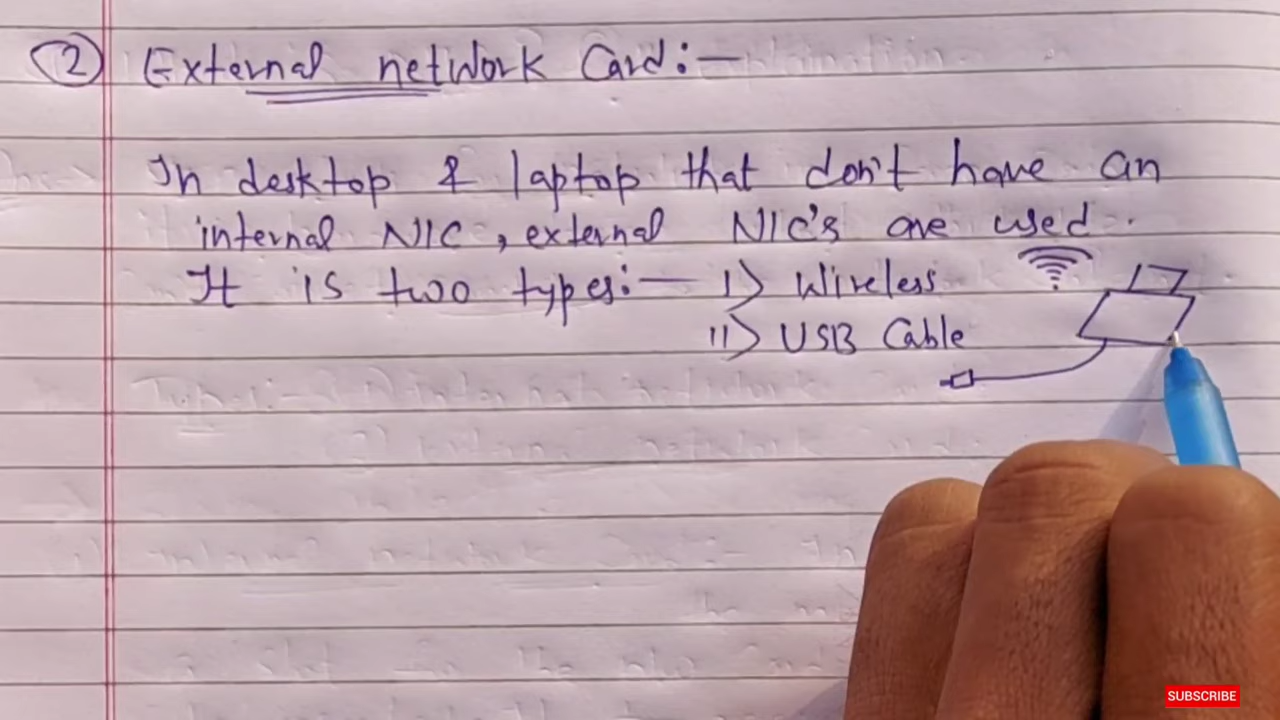 ② External network Card:-
In desktop & laptop that don't have an
internal NIC, external NIC's are used.
It is two types:- i) Wireless
ii) USB Cable
SUBSCRIBE